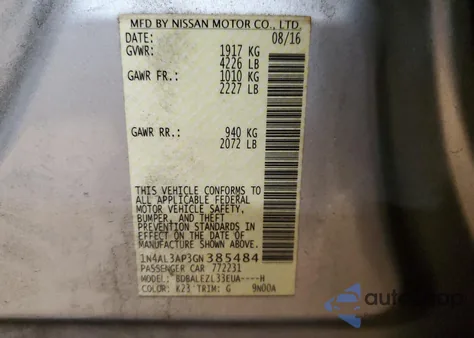 MFD BY NISSAN MOTOR CO., LTD.
DATE: 08/16
GVWR: 1917 KG
4226 LB
GAWR FR.: 1010 KG
2227 LB
GAWR RR.: 940 KG
2072 LB
THIS VEHICLE CONFORMS TO
ALL APPLICABLE FEDERAL
MOTOR VEHICLE SAFETY,
BUMPER, AND THEFT
PREVENTION STANDARDS
IN EFFECT ON THE DATE OF
MANUFACTURE SHOWN ABOVE.
1N4AL3AP3GN385484
PASSENGER CAR 772231
MODEL: BDBALEZL33EUA----H
COLOR: K23 TRIM: G 9N00A